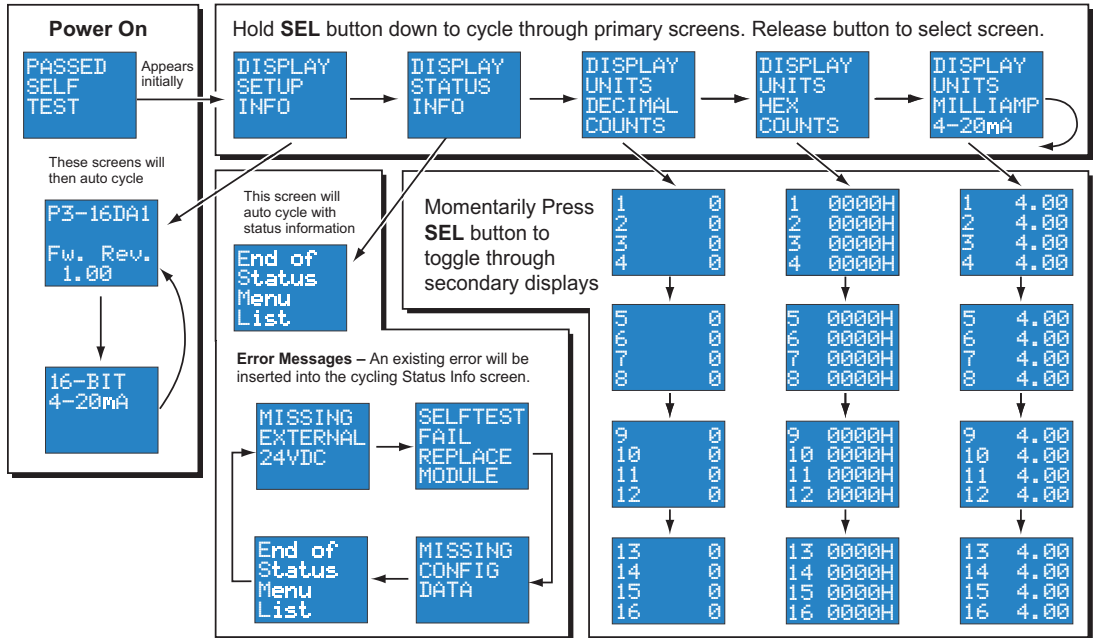 Power On
PASSED
SELF
TEST
Appears
initially
These screens will
then auto cycle
P3-16DA1
Fw. Rev.
1.00
16-BIT
4-20mA
Hold SEL button down to cycle through primary screens. Release button to select screen.
DISPLAY
SETUP
INFO
DISPLAY
STATUS
INFO
DISPLAY
UNITS
DECIMAL
COUNTS
DISPLAY
UNITS
HEX
COUNTS
DISPLAY
UNITS
MILLIAMP
4-20mA
This screen will
auto cycle with
status information
End of
Status
Menu
List
Error Messages – An existing error will be
inserted into the cycling Status Info screen.
MISSING
EXTERNAL
24VDC
SELFTEST
FAIL
REPLACE
MODULE
End of
Status
Menu
List
MISSING
CONFIG
DATA
Momentarily Press
SEL button to
toggle through
secondary displays
1 0
2 0
3 0
4 0
5 0
6 0
7 0
8 0
9 0
10 0
11 0
12 0
13 0
14 0
15 0
16 0
1 0000H
2 0000H
3 0000H
4 0000H
5 0000H
6 0000H
7 0000H
8 0000H
9 0000H
10 0000H
11 0000H
12 0000H
13 0000H
14 0000H
15 0000H
16 0000H
1 4.00
2 4.00
3 4.00
4 4.00
5 4.00
6 4.00
7 4.00
8 4.00
9 4.00
10 4.00
11 4.00
12 4.00
13 4.00
14 4.00
15 4.00
16 4.00